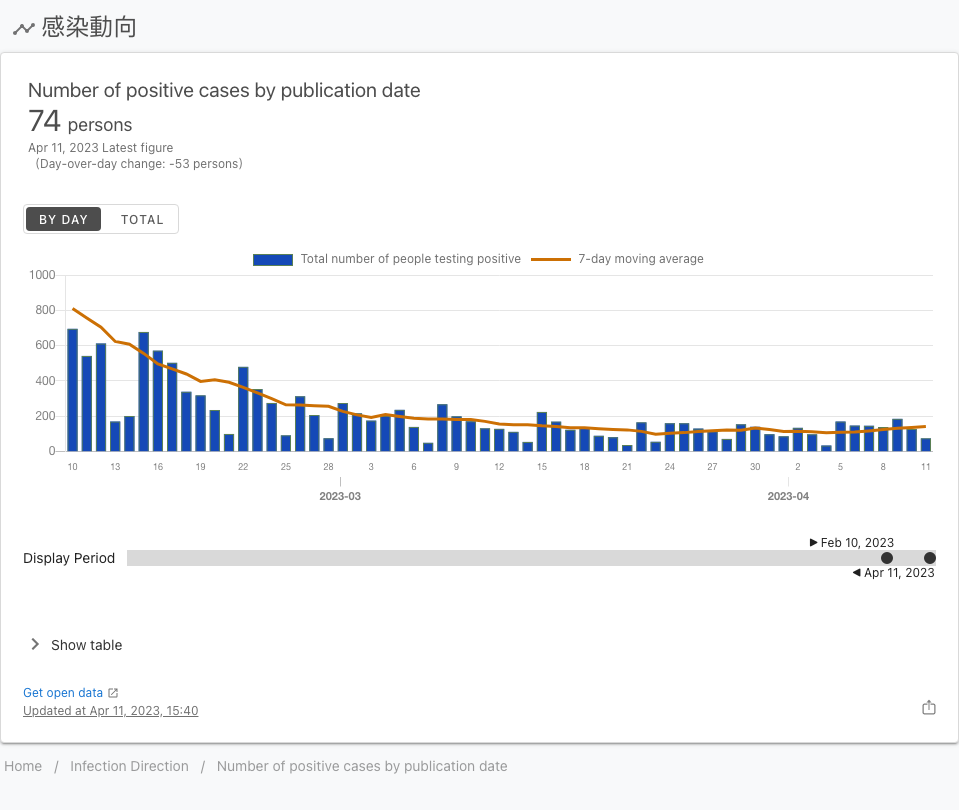 感染動向
Number of positive cases by publication date
74 persons
Apr 11, 2023 Latest figure
(Day-over-day change: -53 persons)
BY DAY TOTAL
Total number of people testing positive 7-day moving average
1000
800
600
400
200
0
10 13 16 19 22 25 28 3 6 9 12 15 18 21 24 27 30 2 5 8 11
2023-03 2023-04
Feb 10, 2023
Display Period
Apr 11, 2023
Show table
Get open data
Updated at Apr 11, 2023, 15:40
Home / Infection Direction / Number of positive cases by publication date